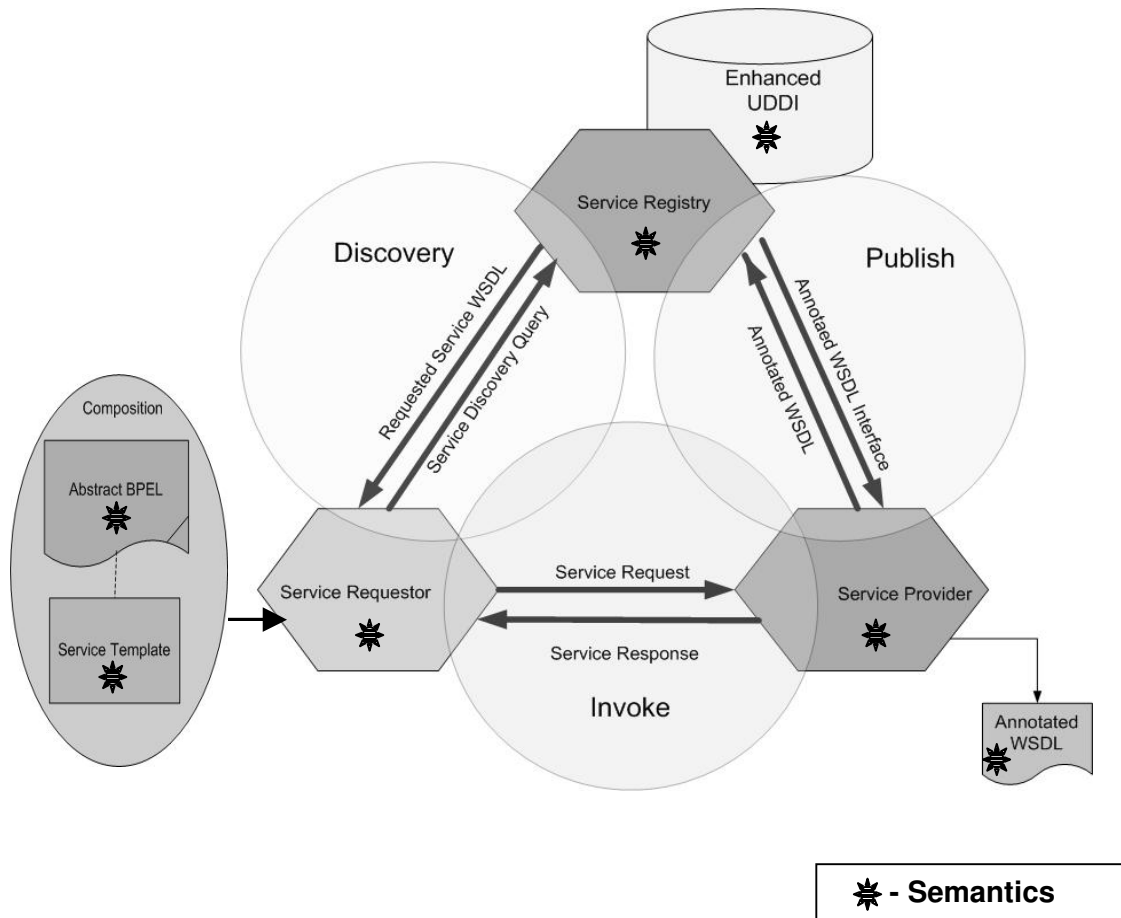 Enhanced
UDDI
Service Registry
Discovery
Publish
Requested Service WSDL
Service Discovery Query
Annotaed WSDL Interface
Annotated WSDL
Composition
Abstract BPEL
Service Template
Service Requestor
Service Request
Service Response
Invoke
Service Provider
Annotated
WSDL
- Semantics